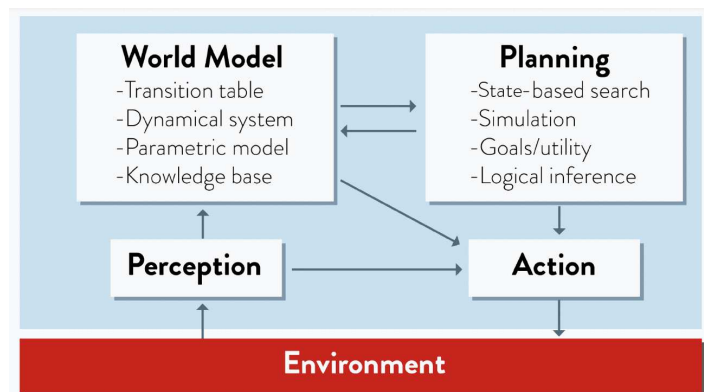 World Model
-Transition table
-Dynamical system
-Parametric model
-Knowledge base
Planning
-State-based search
-Simulation
-Goals/utility
-Logical inference
Perception
Action
Environment